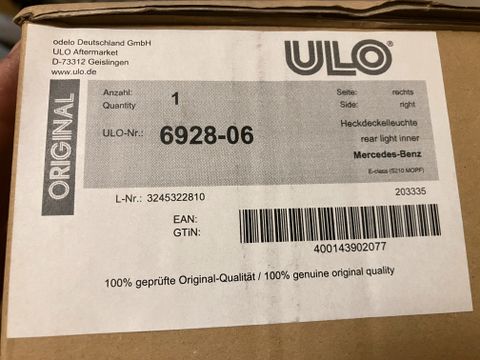 odelo Deutschland GmbH
ULO Aftermarket
D-73312 Geislingen
www.ulo.de
ULO®
ORIGINAL
Anzahl: 1
Quantity
Seite: rechts
Side: right
ULO-Nr.: 6928-06
Heckdeckelleuchte
rear light inner
Mercedes-Benz
E-class (S210 MOPF)
L-Nr.: 3245322810
203335
EAN:
GTiN:
400143902077
100% geprüfte Original-Qualität / 100% genuine original quality